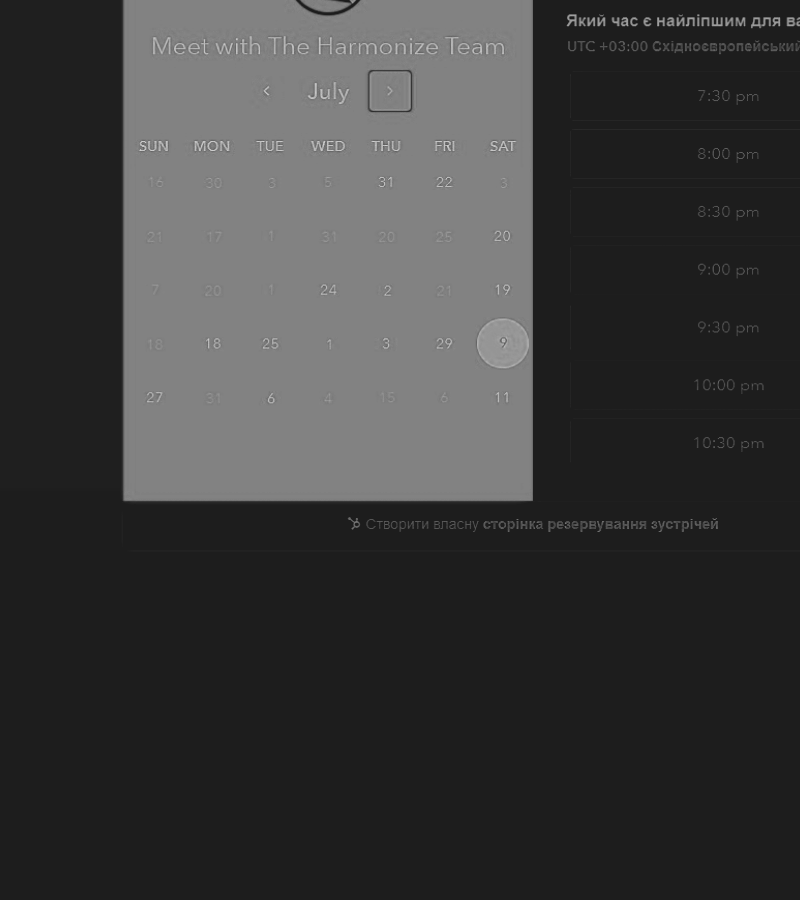 Meet with The Harmonize Team
July
SUN MON TUE WED THU FRI SAT
16 30 3 5 31 22 3
21 17 1 31 20 25 20
7 20 1 24 2 21 19
18 18 25 1 3 29 9
27 31 6 4 15 6 11
Який час є найліпшим для
UTC +03:00 Східноєвропейський
7:30 pm
8:00 pm
8:30 pm
9:00 pm
9:30 pm
10:00 pm
10:30 pm
Створити власну сторінка резервування зустрічей